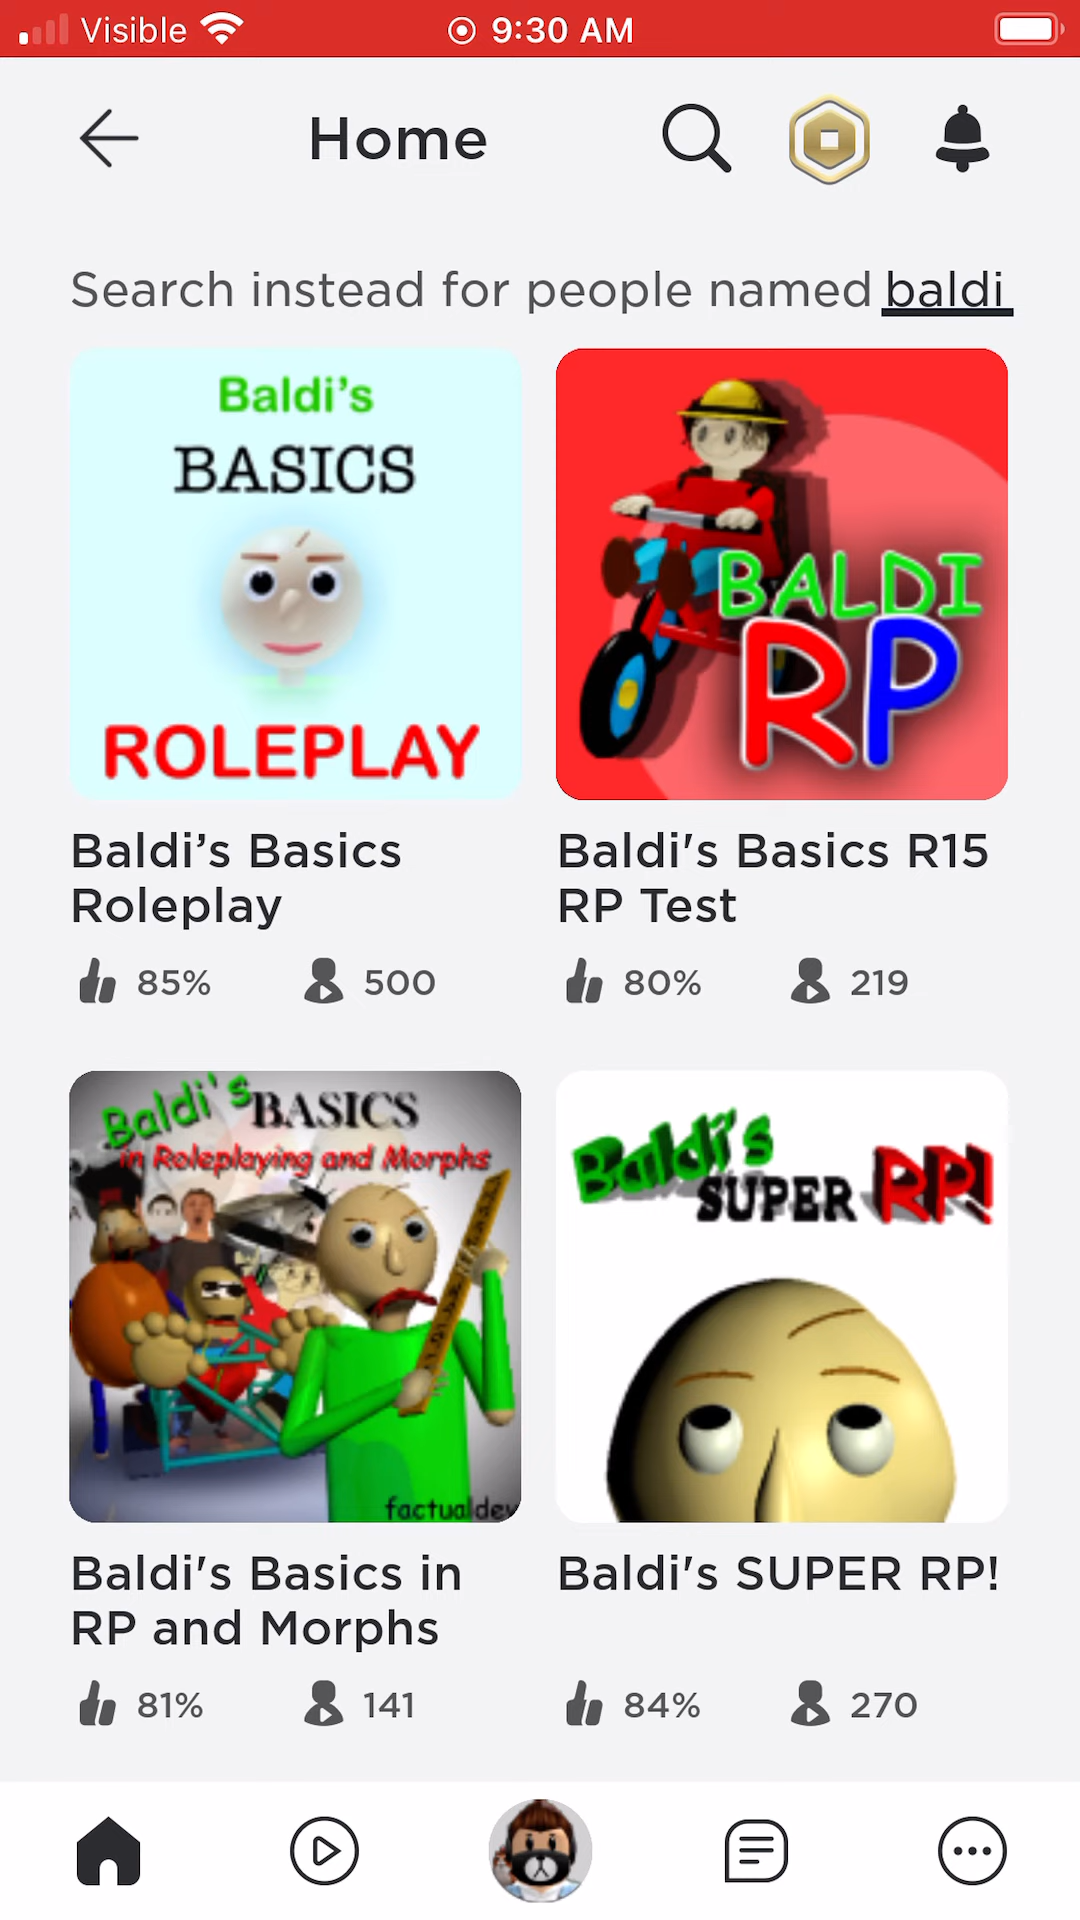 Visible 9:30 AM
Home
Search instead for people named baldi
Baldi's
BASICS
ROLEPLAY
BALDI
RP
Baldi’s Basics
Roleplay
85% 500
Baldi's Basics R15
RP Test
80% 219
Baldi's BASICS
in Roleplaying and Morphs
factualdev
Baldi's
SUPER RP!
Baldi's Basics in
RP and Morphs
81% 141
Baldi's SUPER RP!
84% 270